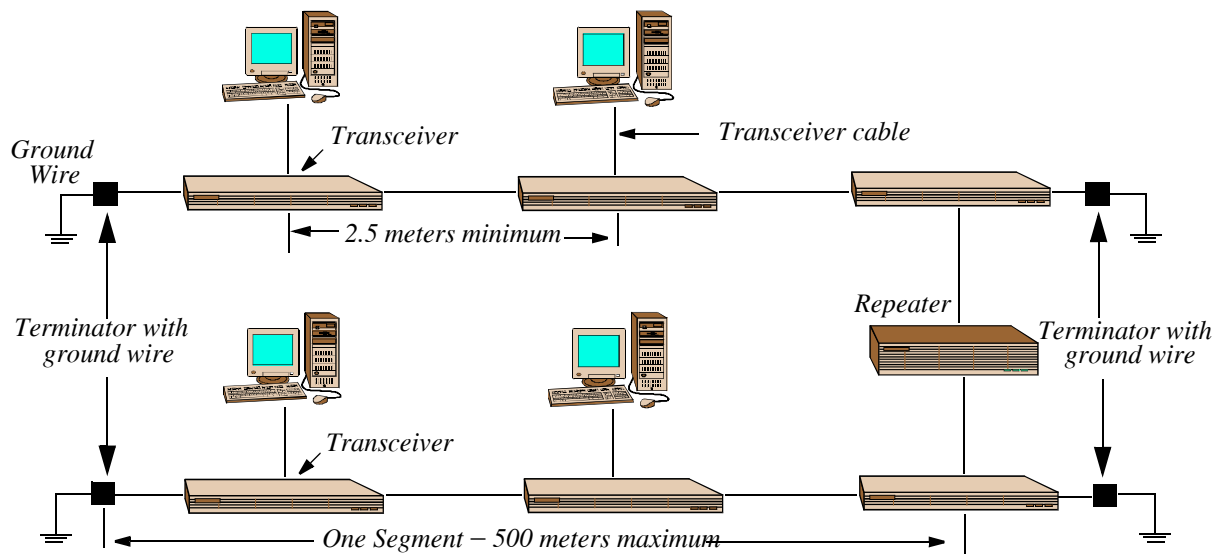 Ground
Wire
Transceiver
Transceiver cable
2.5 meters minimum
Terminator with
ground wire
Repeater
Terminator with
ground wire
Transceiver
One Segment – 500 meters maximum